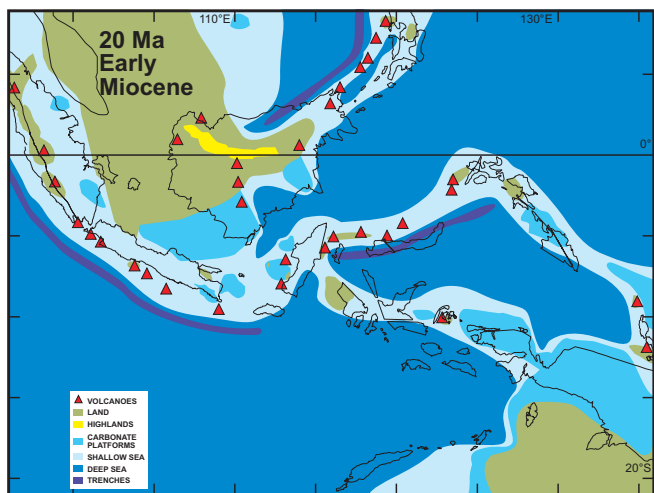 110°E
130°E
20 Ma
Early
Miocene
0°
VOLCANOES
LAND
HIGHLANDS
CARBONATE
PLATFORMS
SHALLOW SEA
DEEP SEA
TRENCHES
20°S